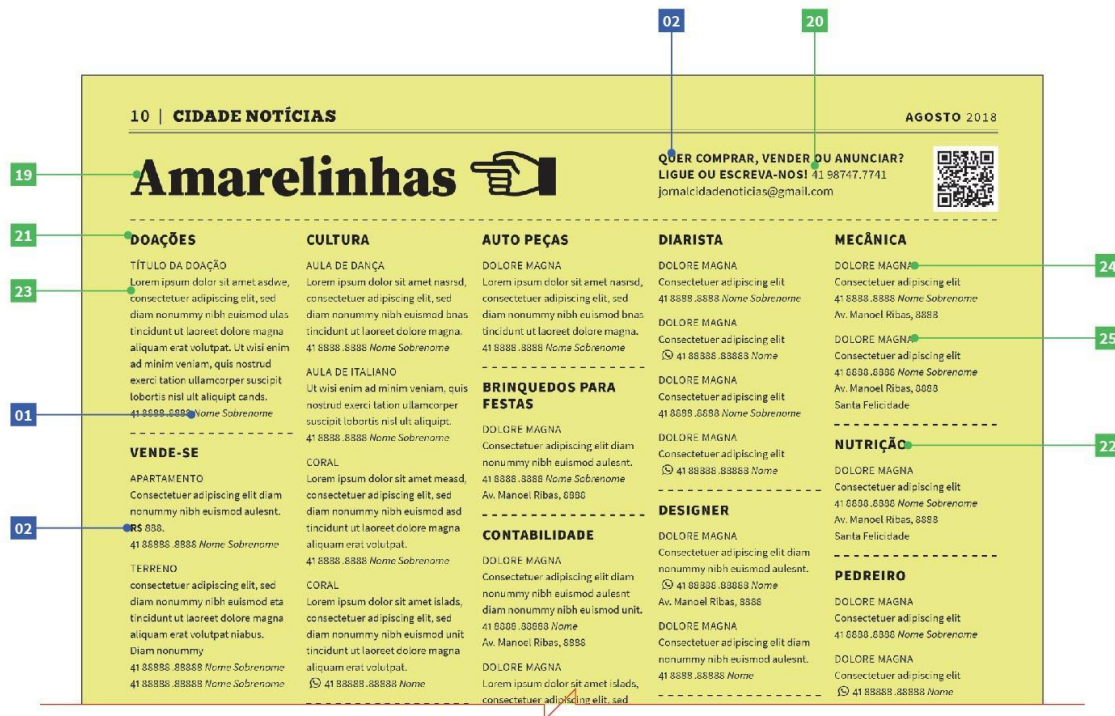 02 20
10 | CIDADE NOTÍCIAS AGOSTO 2018
19
Amarelinhas
QUER COMPRAR, VENDER OU ANUNCIAR?
LIGUE OU ESCREVA-NOS! 41 98747.7741
jornalcidadenoticias@gmail.com
21
DOAÇÕES
TÍTULO DA DOAÇÃO
23
Lorem ipsum dolor sit amet asdwe,
consectetuer adipiscing elit, sed
diam nonummy nibh euismod ulas
tincidunt ut laoreet dolore magna
aliquam erat volutpat. Ut wisi enim
ad minim veniam, quis nostrud
exerci tation ullamcorper suscipit
lobortis nisl ult aliquipt cands.
01
41 8888 .8888 Nome Sobrenome
VENDE-SE
APARTAMENTO
Consectetuer adipiscing elit diam
nonummy nibh euismod aulesnt.
02
R$ 888.
41 88888 .8888 Nome Sobrenome
TERRENO
consectetuer adipiscing elit, sed
diam nonummy nibh euismod eta
tincidunt ut laoreet dolore magna
aliquam erat volutpat niabus.
Diam nonummy
41 88888 .88888 Nome Sobrenome
41 88888 .88888 Nome Sobrenome
CULTURA
AULA DE DANÇA
Lorem ipsum dolor sit amet nasrsd,
consectetuer adipiscing elit, sed
diam nonummy nibh euismod bnas
tincidunt ut laoreet dolore magna.
41 8888 .8888 Nome Sobrenome
AULA DE ITALIANO
Ut wisi enim ad minim veniam, quis
nostrud exerci tation ullamcorper
suscipit lobortis nisl ult aliquipt.
41 8888 .8888 Nome Sobrenome
CORAL
Lorem ipsum dolor sit amet measd,
consectetuer adipiscing elit, sed
diam nonummy nibh euismod asd
tincidunt ut laoreet dolore magna
aliquam erat volutpat.
41 8888 .8888 Nome Sobrenome
CORAL
Lorem ipsum dolor sit amet islads,
consectetuer adipiscing elit, sed
diam nonummy nibh euismod unit
tincidunt ut laoreet dolore magna
aliquam erat volutpat.
41 88888 .88888 Nome
AUTO PEÇAS
DOLORE MAGNA
Lorem ipsum dolor sit amet nasrsd,
consectetuer adipiscing elit, sed
diam nonummy nibh euismod bnas
tincidunt ut laoreet dolore magna.
41 8888 .8888 Nome Sobrenome
BRINQUEDOS PARA
FESTAS
DOLORE MAGNA
Consectetuer adipiscing elit diam
nonummy nibh euismod aulesnt.
41 8888 .8888 Nome Sobrenome
Av. Manoel Ribas, 8888
CONTABILIDADE
DOLORE MAGNA
Consectetuer adipiscing elit diam
nonummy nibh euismod aulesnt
diam nonummy nibh euismod unit.
41 8888 .8888 Nome
Av. Manoel Ribas, 8888
DOLORE MAGNA
Lorem ipsum dolor sit amet islads,
consectetuer adipiscing elit, sed
DIARISTA
DOLORE MAGNA
Consectetuer adipiscing elit
41 8888 .8888 Nome Sobrenome
DOLORE MAGNA
Consectetuer adipiscing elit
41 88888 .88888 Nome
DOLORE MAGNA
Consectetuer adipiscing elit
41 8888 .8888 Nome Sobrenome
DOLORE MAGNA
Consectetuer adipiscing elit
41 88888 .88888 Nome
DESIGNER
DOLORE MAGNA
Consectetuer adipiscing elit diam
nonummy nibh euismod aulesnt.
41 88888 .88888 Nome
Av. Manoel Ribas, 8888
DOLORE MAGNA
Consectetuer adipiscing elit diam
nonummy nibh euismod aulesnt.
41 8888 .88888 Nome
MECÂNICA
DOLORE MAGNA
24
Consectetuer adipiscing elit
41 8888 .8888 Nome Sobrenome
Av. Manoel Ribas, 8888
DOLORE MAGNA
25
Consectetuer adipiscing elit
41 8888 .8888 Nome Sobrenome
Av. Manoel Ribas, 8888
Santa Felicidade
NUTRIÇÃO
22
DOLORE MAGNA
Consectetuer adipiscing elit
41 8888 .8888 Nome Sobrenome
Av. Manoel Ribas, 8888
Santa Felicidade
PEDREIRO
DOLORE MAGNA
Consectetuer adipiscing elit
41 8888 .8888 Nome Sobrenome
DOLORE MAGNA
Consectetuer adipiscing elit
41 88888 .88888 Nome